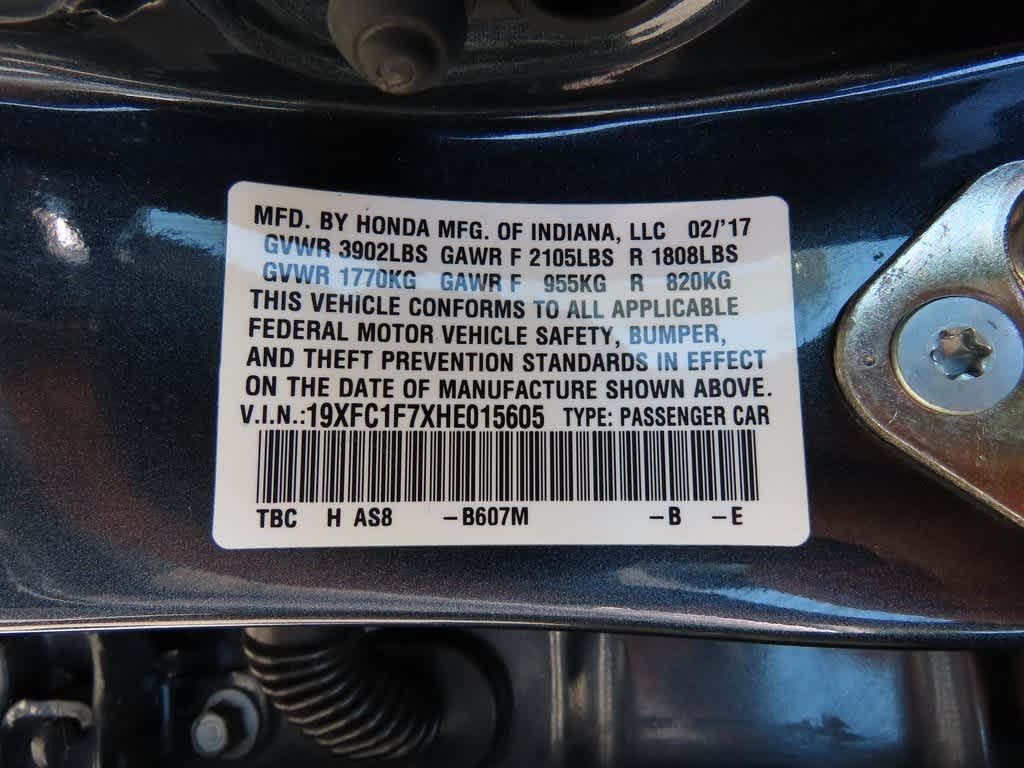 MFD. BY HONDA MFG. OF INDIANA, LLC 02/'17
GVWR 3902LBS GAWR F 2105LBS R 1808LBS
GVWR 1770KG GAWR F 955KG R 820KG
THIS VEHICLE CONFORMS TO ALL APPLICABLE
FEDERAL MOTOR VEHICLE SAFETY, BUMPER,
AND THEFT PREVENTION STANDARDS IN EFFECT
ON THE DATE OF MANUFACTURE SHOWN ABOVE.
V.I.N.:19XFC1F7XHE015605 TYPE: PASSENGER CAR
TBC H AS8 -B607M -B -E